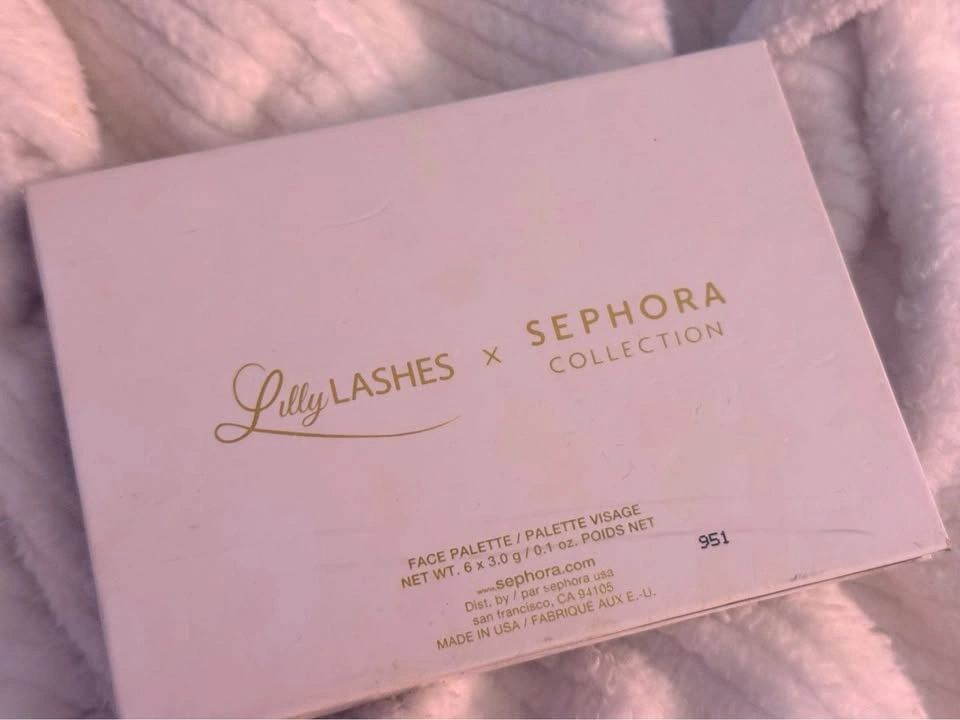 Lilly LASHES x SEPHORA
COLLECTION
FACE PALETTE / PALETTE VISAGE
NET WT. 6 x 3.0 g / 0.1 oz. POIDS NET
www.sephora.com
Dist. by / par sephora usa
san francisco, CA 94105
MADE IN USA / FABRIQUE AUX E.-U.
951